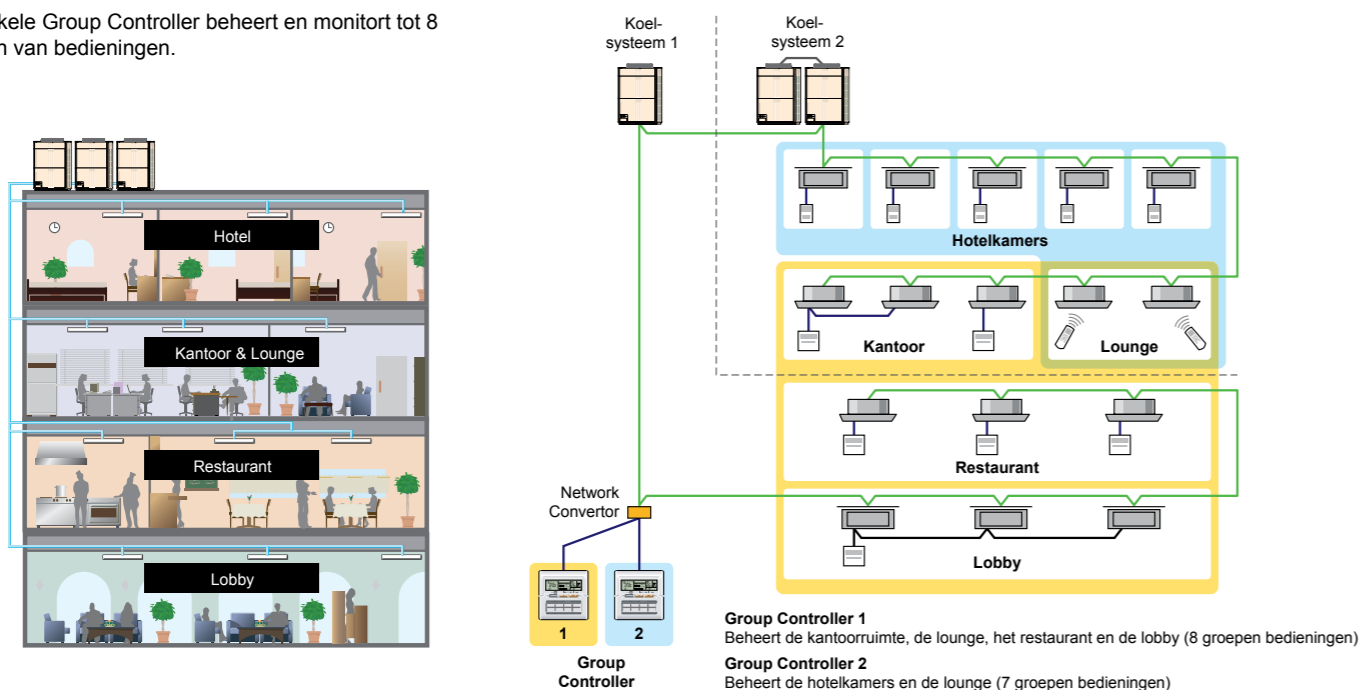 kele Group Controller beheert en monitort tot 8
van bedieningen.
Hotel
Kantoor & Lounge
Restaurant
Lobby
Koel-
systeem 1
Koel-
systeem 2
Hotelkamers
Kantoor
Lounge
Restaurant
Lobby
Network
Convertor
1
2
Group
Controller
Group Controller 1
Beheert de kantoorruimte, de lounge, het restaurant en de lobby (8 groepen bedieningen)
Group Controller 2
Beheert de hotelkamers en de lounge (7 groepen bedieningen)